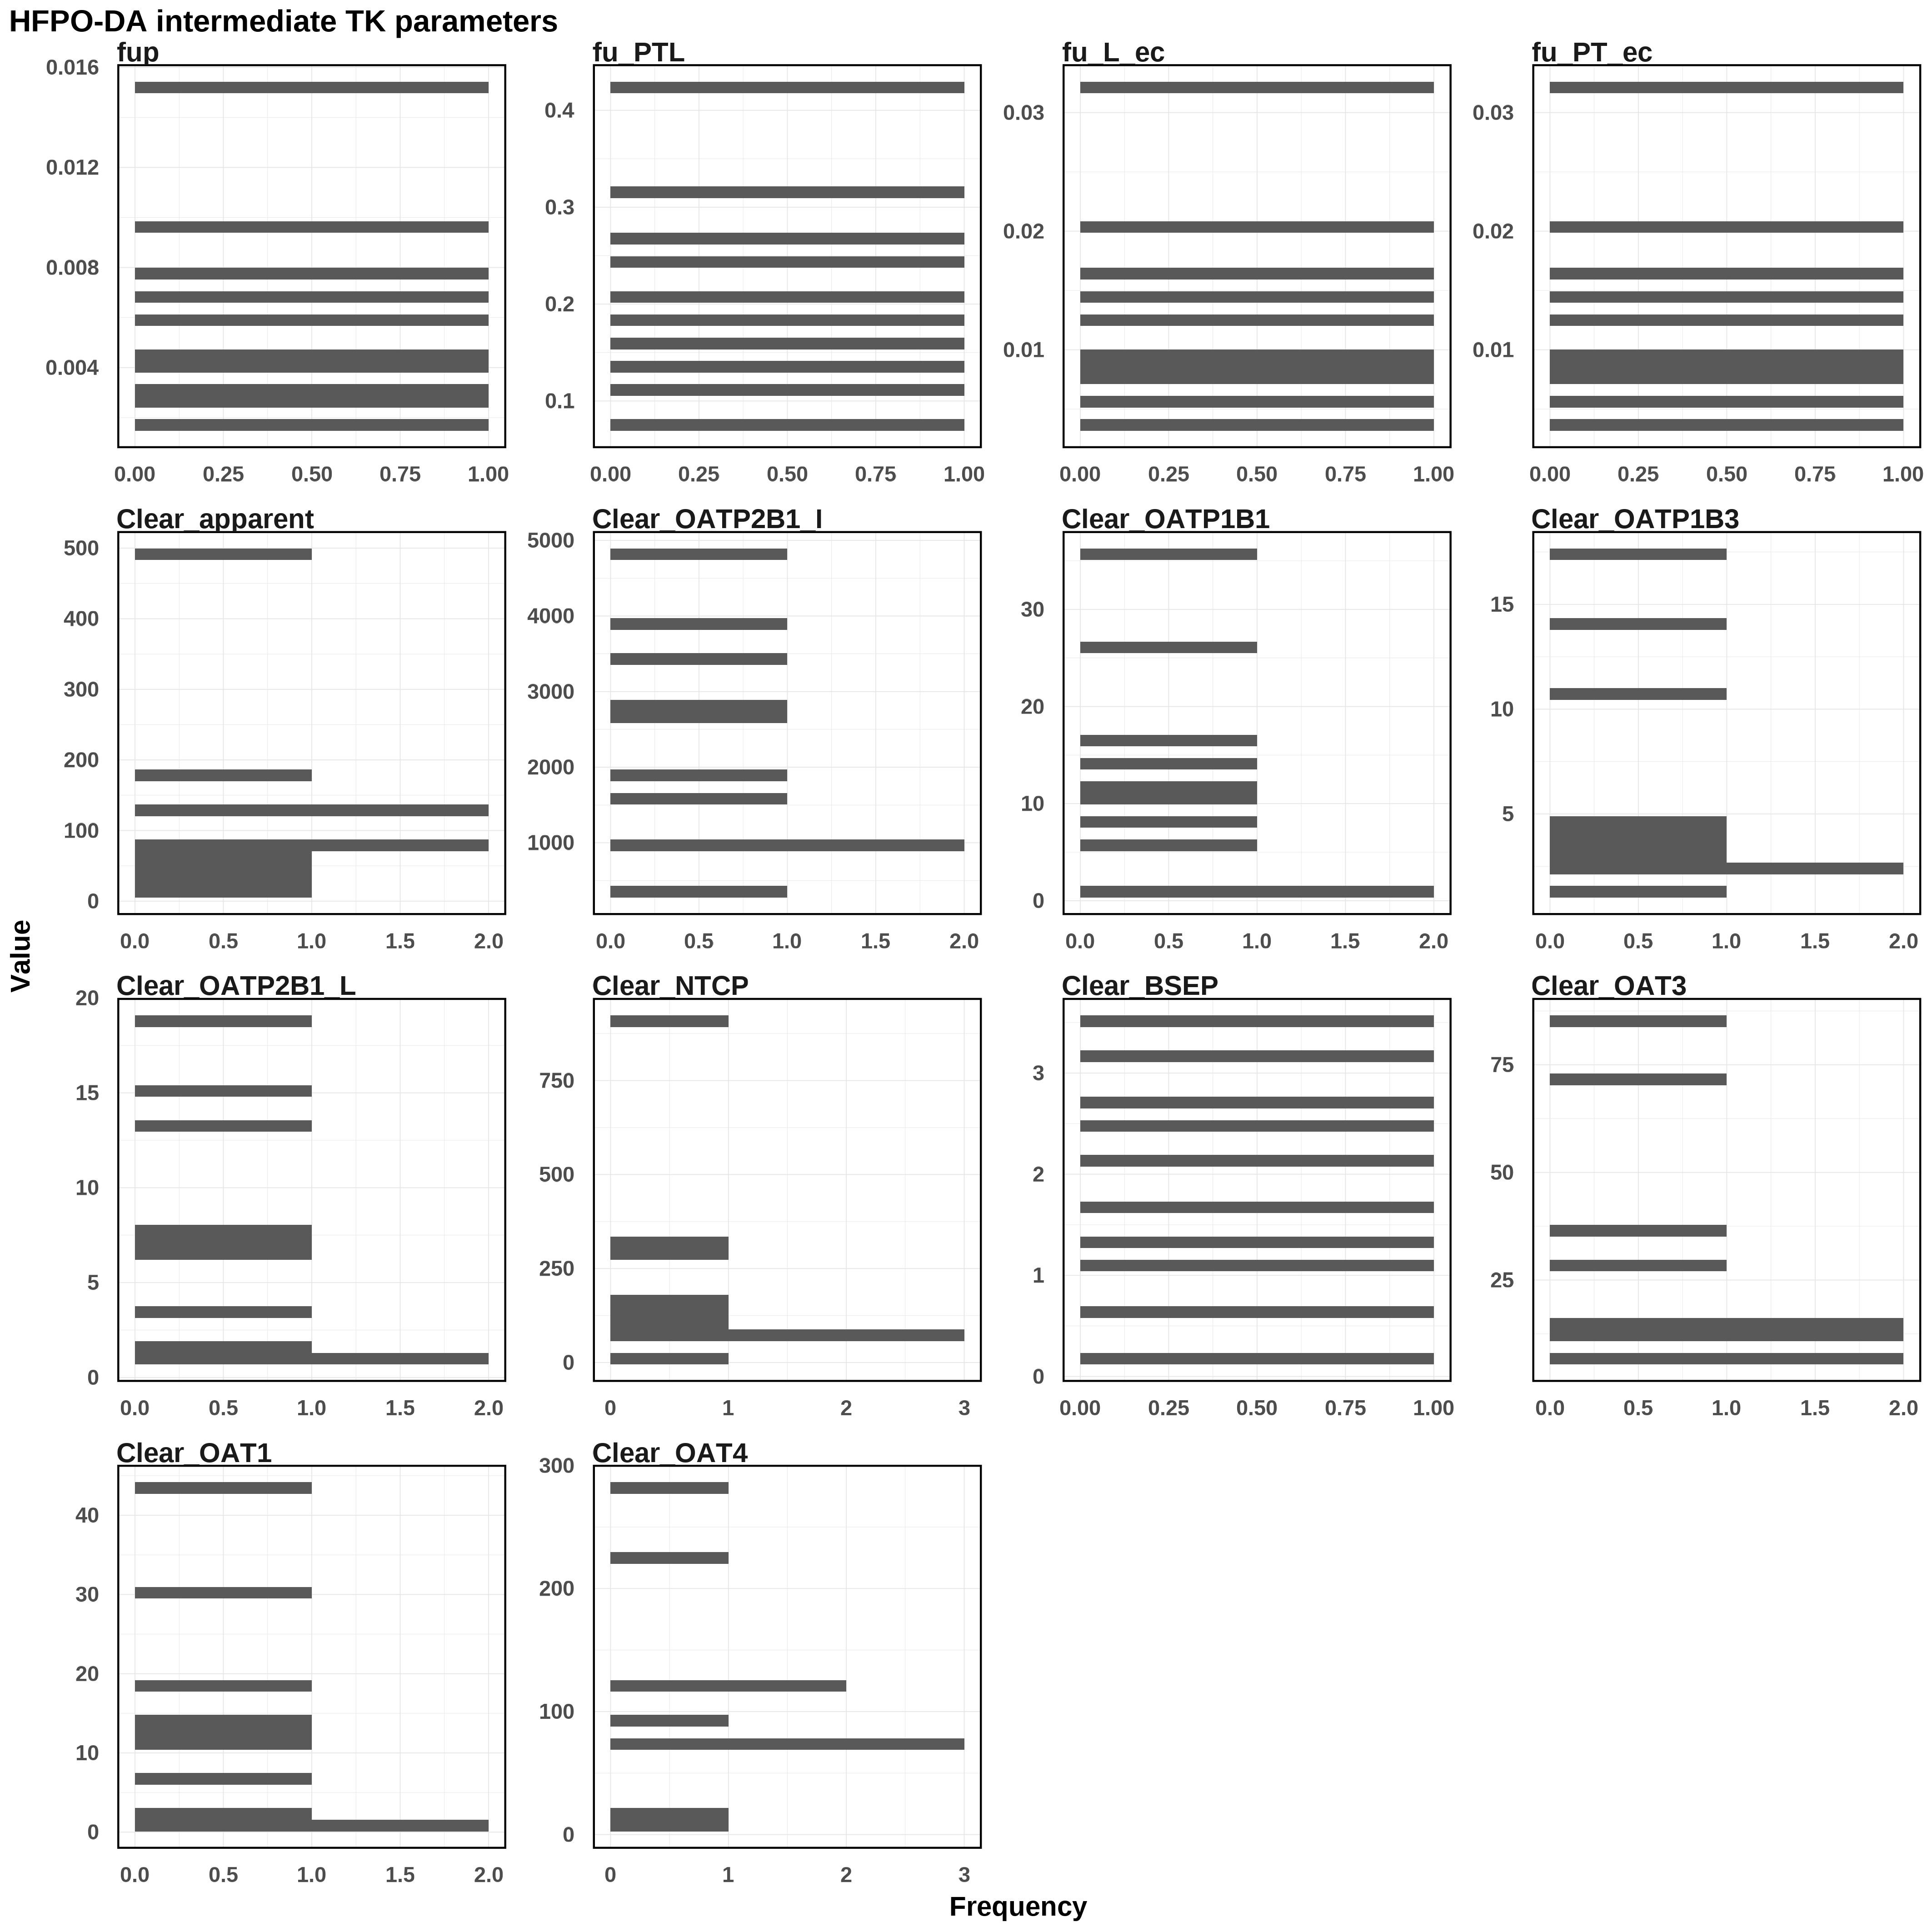 HFPO-DA intermediate TK parameters
fup fu_PTL fu_L_ec fu_PT_ec
0.016 0.012 0.008 0.004
0.4 0.3 0.2 0.1
0.03 0.02 0.01
0.03 0.02 0.01
0.00 0.25 0.50 0.75 1.00 0.00 0.25 0.50 0.75 1.00 0.00 0.25 0.50 0.75 1.00 0.00 0.25 0.50 0.75 1.00
Clear_apparent Clear_OATP2B1_I Clear_OATP1B1 Clear_OATP1B3
500 400 300 200 100 0
5000 4000 3000 2000 1000
30 20 10 0
15 10 5
0.0 0.5 1.0 1.5 2.0 0.0 0.5 1.0 1.5 2.0 0.0 0.5 1.0 1.5 2.0 0.0 0.5 1.0 1.5 2.0
Value
Clear_OATP2B1_L Clear_NTCP Clear_BSEP Clear_OAT3
20 15 10 5 0
750 500 250 0
3 2 1 0
75 50 25
0.0 0.5 1.0 1.5 2.0 0 1 2 3 0.00 0.25 0.50 0.75 1.00 0.0 0.5 1.0 1.5 2.0
Clear_OAT1 Clear_OAT4
40 30 20 10 0
300 200 100 0
0.0 0.5 1.0 1.5 2.0 0 1 2 3
Frequency